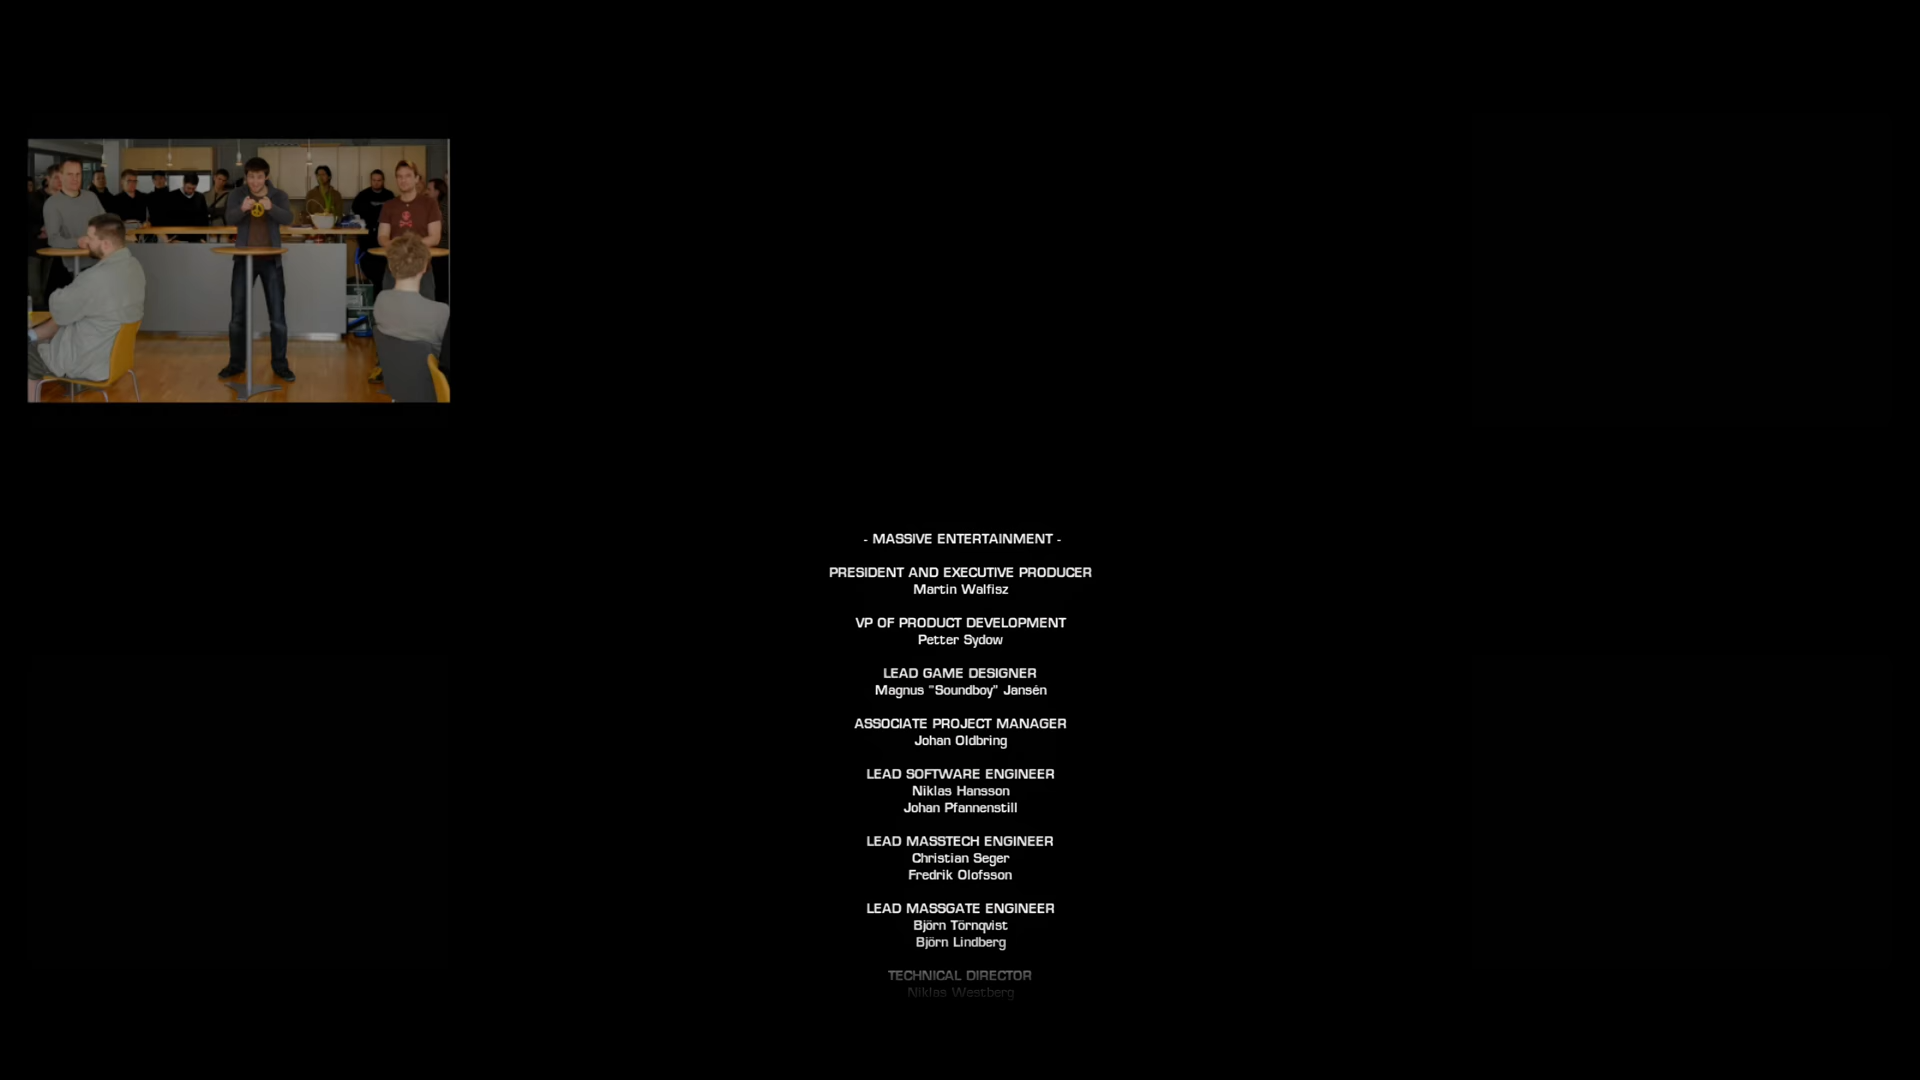 - MASSIVE ENTERTAINMENT -
PRESIDENT AND EXECUTIVE PRODUCER
Martin Walfisz
VP OF PRODUCT DEVELOPMENT
Petter Sydow
LEAD GAME DESIGNER
Magnus "Soundboy" Jansén
ASSOCIATE PROJECT MANAGER
Johan Oldbring
LEAD SOFTWARE ENGINEER
Niklas Hansson
Johan Pfannenstill
LEAD MASSTECH ENGINEER
Christian Seger
Fredrik Olofsson
LEAD MASSGATE ENGINEER
Björn Törnqvist
Björn Lindberg
TECHNICAL DIRECTOR
Niklas Westberg